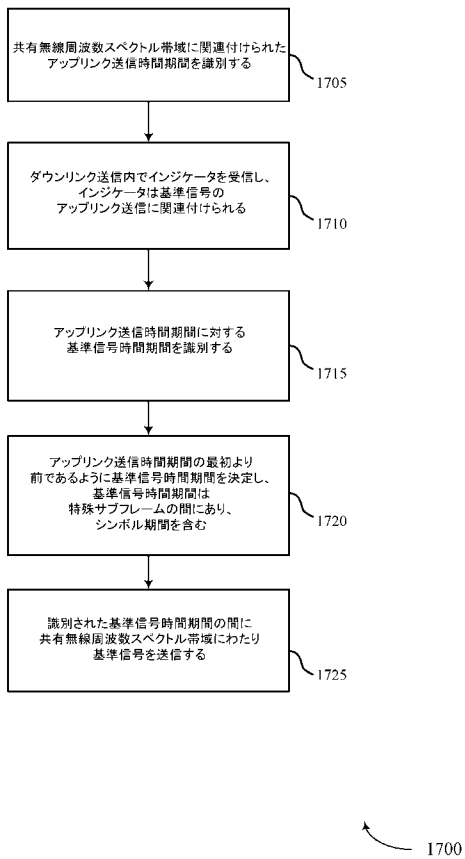 共有無線周波数スペクトル帯域に関連付けられた
アップリンク送信時間期間を識別する
1705
ダウンリンク送信内でインジケータを受信し、
インジケータは基準信号の
アップリンク送信に関連付けられる
1710
アップリンク送信時間期間に対する
基準信号時間期間を識別する
1715
アップリンク送信時間期間の最初より
前であるように基準信号時間期間を決定し、
基準信号時間期間は
特殊サブフレームの間にあり、
シンボル期間を含む
1720
識別された基準信号時間期間の間に
共有無線周波数スペクトル帯域にわたり
基準信号を送信する
1725
1700